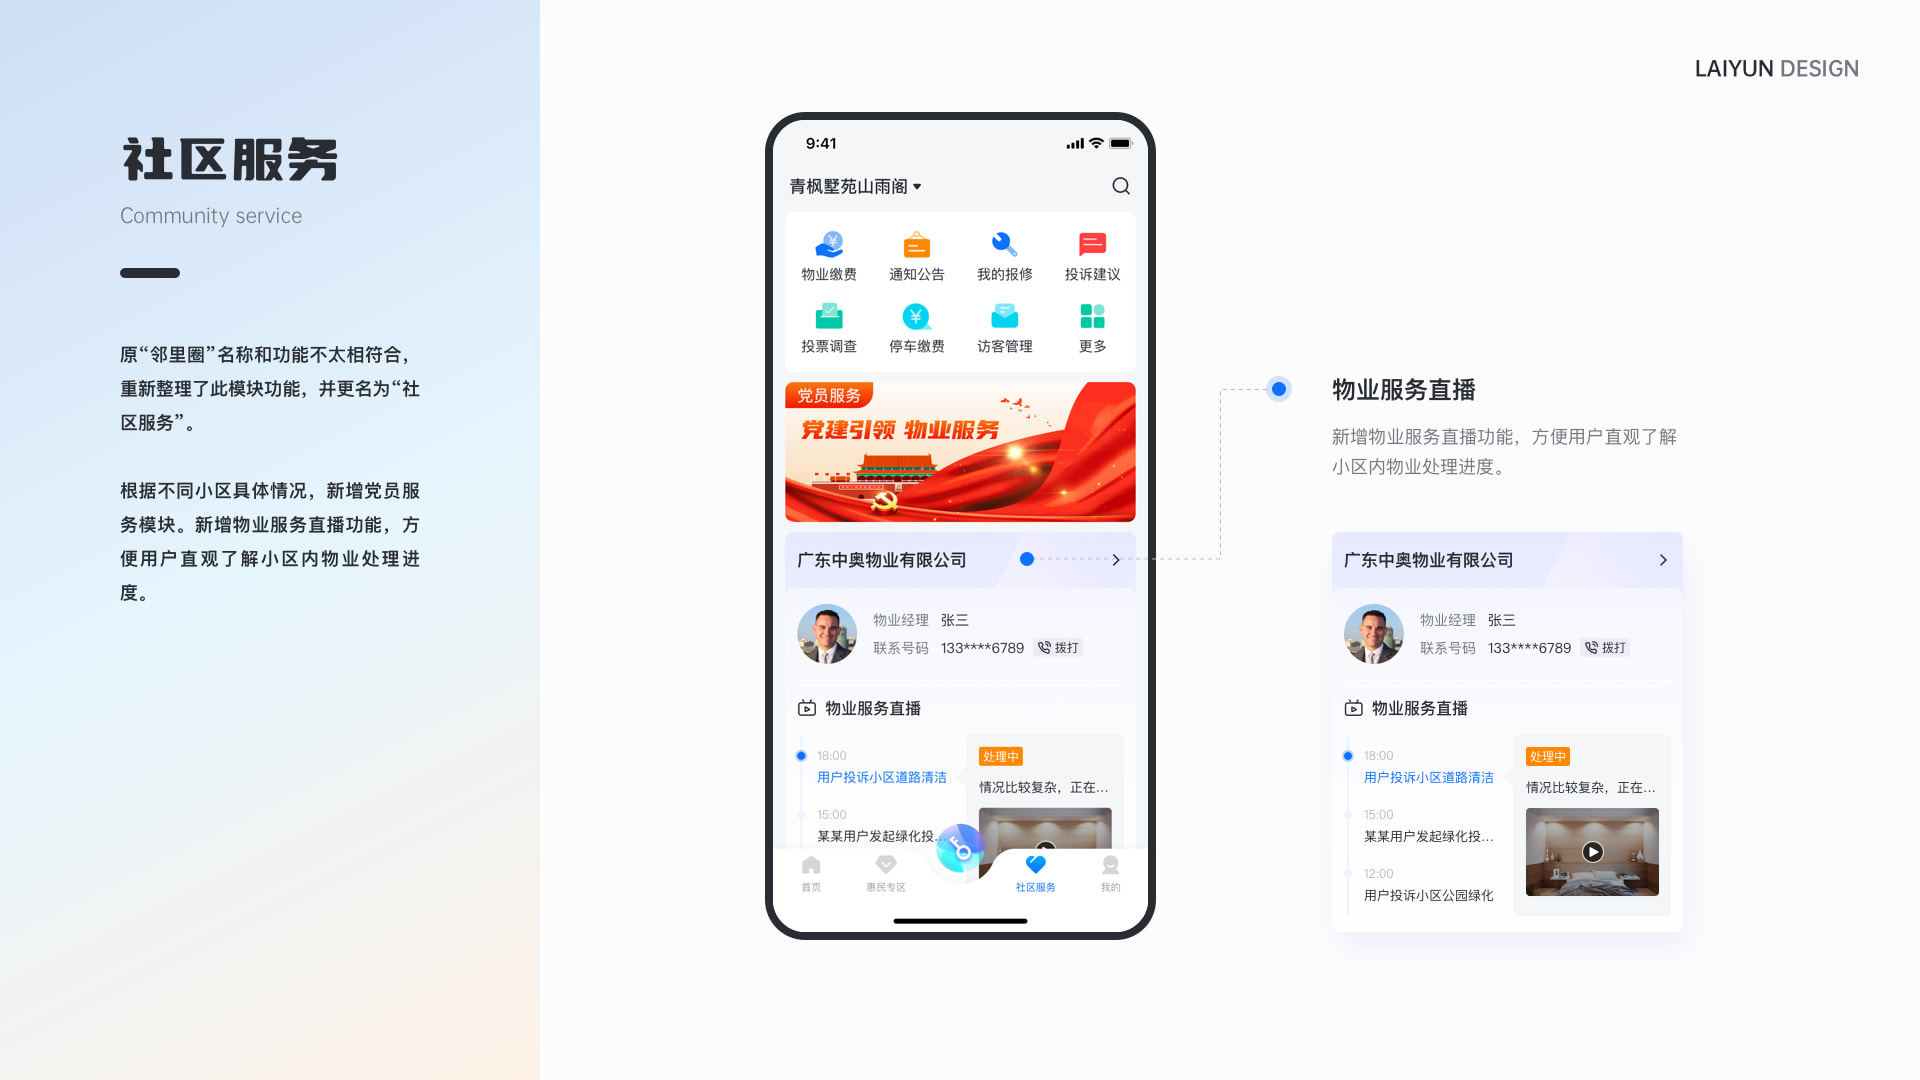 LAIYUN DESIGN
社区服务
Community service
原“邻里圈”名称和功能不太相符合，
重新整理了此模块功能，并更名为“社
区服务”。
根据不同小区具体情况，新增党员服
务模块。新增物业服务直播功能，方
便用户直观了解小区内物业处理进
度。
9:41
青枫墅苑山雨阁
物业缴费 通知公告 我的报修 投诉建议
投票调查 停车缴费 访客管理 更多
党员服务
党建引领 物业服务
广东中奥物业有限公司
物业经理 张三
联系号码 133****6789 拨打
物业服务直播
18:00
用户投诉小区道路清洁
15:00
某某用户发起绿化投...
处理中
情况比较复杂，正在...
首页 惠民专区 社区服务 我的
物业服务直播
新增物业服务直播功能，方便用户直观了解
小区内物业处理进度。
广东中奥物业有限公司
物业经理 张三
联系号码 133****6789 拨打
物业服务直播
18:00
用户投诉小区道路清洁
15:00
某某用户发起绿化投...
12:00
用户投诉小区公园绿化
处理中
情况比较复杂，正在...